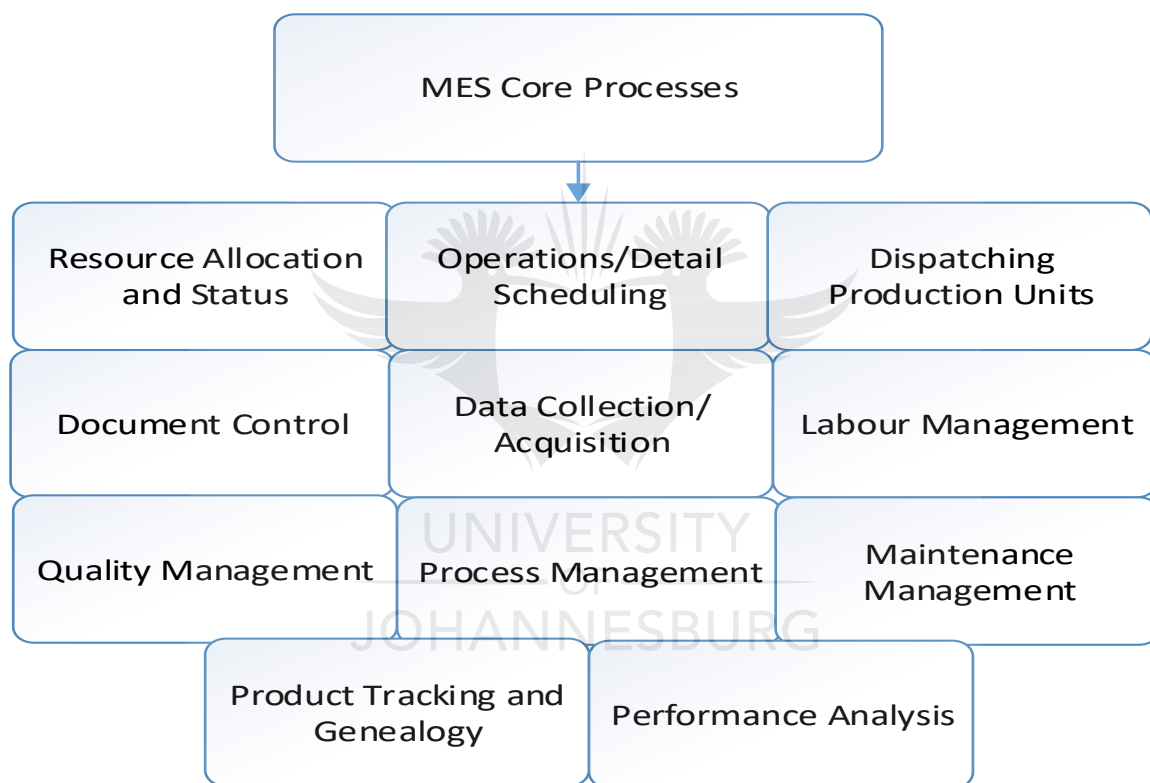 MES Core Processes
Resource Allocation
and Status
Operations/Detail
Scheduling
Dispatching
Production Units
Document Control
Data Collection/
Acquisition
Labour Management
Quality Management
Process Management
Maintenance
Management
UNIVERSITY
OF
JOHANNESBURG
Product Tracking and
Genealogy
Performance Analysis